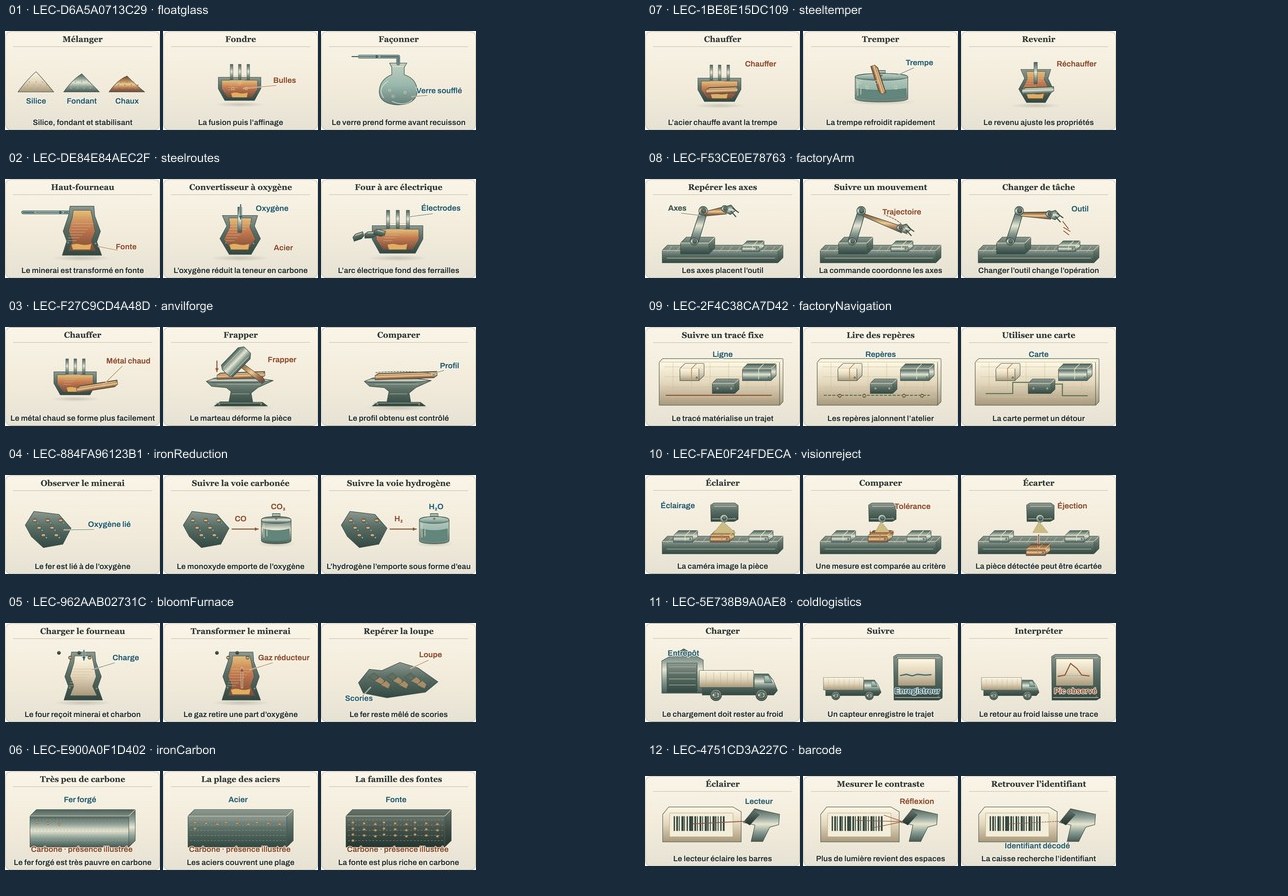 01 · LEC-D6A5A0713C29 · floatglass
Mélanger
Silice
Fondant
Chaux
Silice, fondant et stabilisant
Fondre
Bulles
La fusion puis l'affinage
Façonner
Verre soufflé
Le verre prend forme avant recuisson
02 · LEC-DE84E84AEC2F · steelroutes
Haut-fourneau
Fonte
Le minerai est transformé en fonte
Convertisseur à oxygène
Oxygène
Acier
L'oxygène réduit la teneur en carbone
Four à arc électrique
Électrodes
L'arc électrique fond des ferrailles
03 · LEC-F27C9CD4A48D · anvilforge
Chauffer
Métal chaud
Le métal chaud se forme plus facilement
Frapper
Frapper
Le marteau déforme la pièce
Comparer
Profil
Le profil obtenu est contrôlé
04 · LEC-884FA96123B1 · ironReduction
Observer le minerai
Oxygène lié
Le fer est lié à de l'oxygène
Suivre la voie carbonée
CO
CO₂
Le monoxyde emporte de l'oxygène
Suivre la voie hydrogène
H₂
H₂O
L'hydrogène l'emporte sous forme d'eau
05 · LEC-962AAB02731C · bloomFurnace
Charger le fourneau
Charge
Le four reçoit minerai et charbon
Transformer le minerai
Gaz réducteur
Le gaz retire une part d'oxygène
Repérer la loupe
Loupe
Scories
Le fer reste mêlé de scories
06 · LEC-E900A0F1D402 · ironCarbon
Très peu de carbone
Fer forgé
Carbone · présence illustrée
Le fer forgé est très pauvre en carbone
La plage des aciers
Acier
Carbone · présence illustrée
Les aciers couvrent une plage
La famille des fontes
Fonte
Carbone · présence illustrée
La fonte est plus riche en carbone
07 · LEC-1BE8E15DC109 · steeltemper
Chauffer
Chauffer
L'acier chauffe avant la trempe
Tremper
Trempe
La trempe refroidit rapidement
Revenir
Réchauffer
Le revenu ajuste les propriétés
08 · LEC-F53CE0E78763 · factoryArm
Repérer les axes
Axes
Les axes placent l'outil
Suivre un mouvement
Trajectoire
La commande coordonne les axes
Changer de tâche
Outil
Changer l'outil change l'opération
09 · LEC-2F4C38CA7D42 · factoryNavigation
Suivre un tracé fixe
Ligne
Le tracé matérialise un trajet
Lire des repères
Repères
Les repères jalonnent l'atelier
Utiliser une carte
Carte
La carte permet un détour
10 · LEC-FAE0F24FDECA · visionreject
Éclairer
Éclairage
La caméra image la pièce
Comparer
Tolérance
Une mesure est comparée au critère
Écarter
Éjection
La pièce détectée peut être écartée
11 · LEC-5E738B9A0AE8 · coldlogistics
Charger
Entrepôt
Le chargement doit rester au froid
Suivre
Enregistreur
Un capteur enregistre le trajet
Interpréter
Pic observé
Le retour au froid laisse une trace
12 · LEC-4751CD3A227C · barcode
Éclairer
Lecteur
Le lecteur éclaire les barres
Mesurer le contraste
Réflexion
Plus de lumière revient des espaces
Retrouver l'identifiant
Identifiant décodé
La caisse recherche l'identifiant